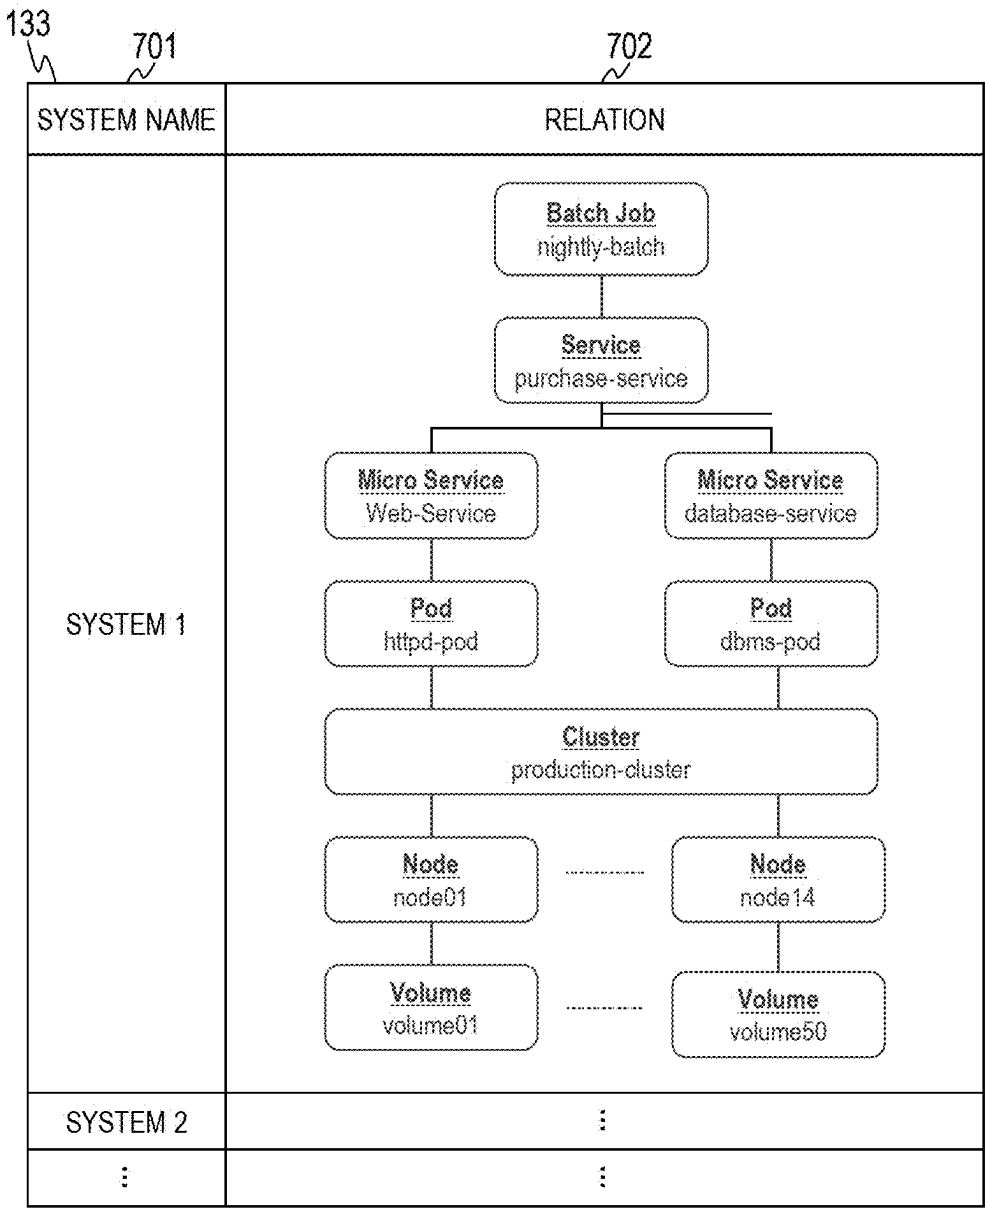 133
701
702
SYSTEM NAME
RELATION
Batch Job
nightly-batch
Service
purchase-service
Micro Service
Web-Service
Micro Service
database-service
SYSTEM 1
Pod
httpd-pod
Pod
dbms-pod
Cluster
production-cluster
Node
node01
Node
node14
Volume
volume01
Volume
volume50
SYSTEM 2
⋮
⋮
⋮